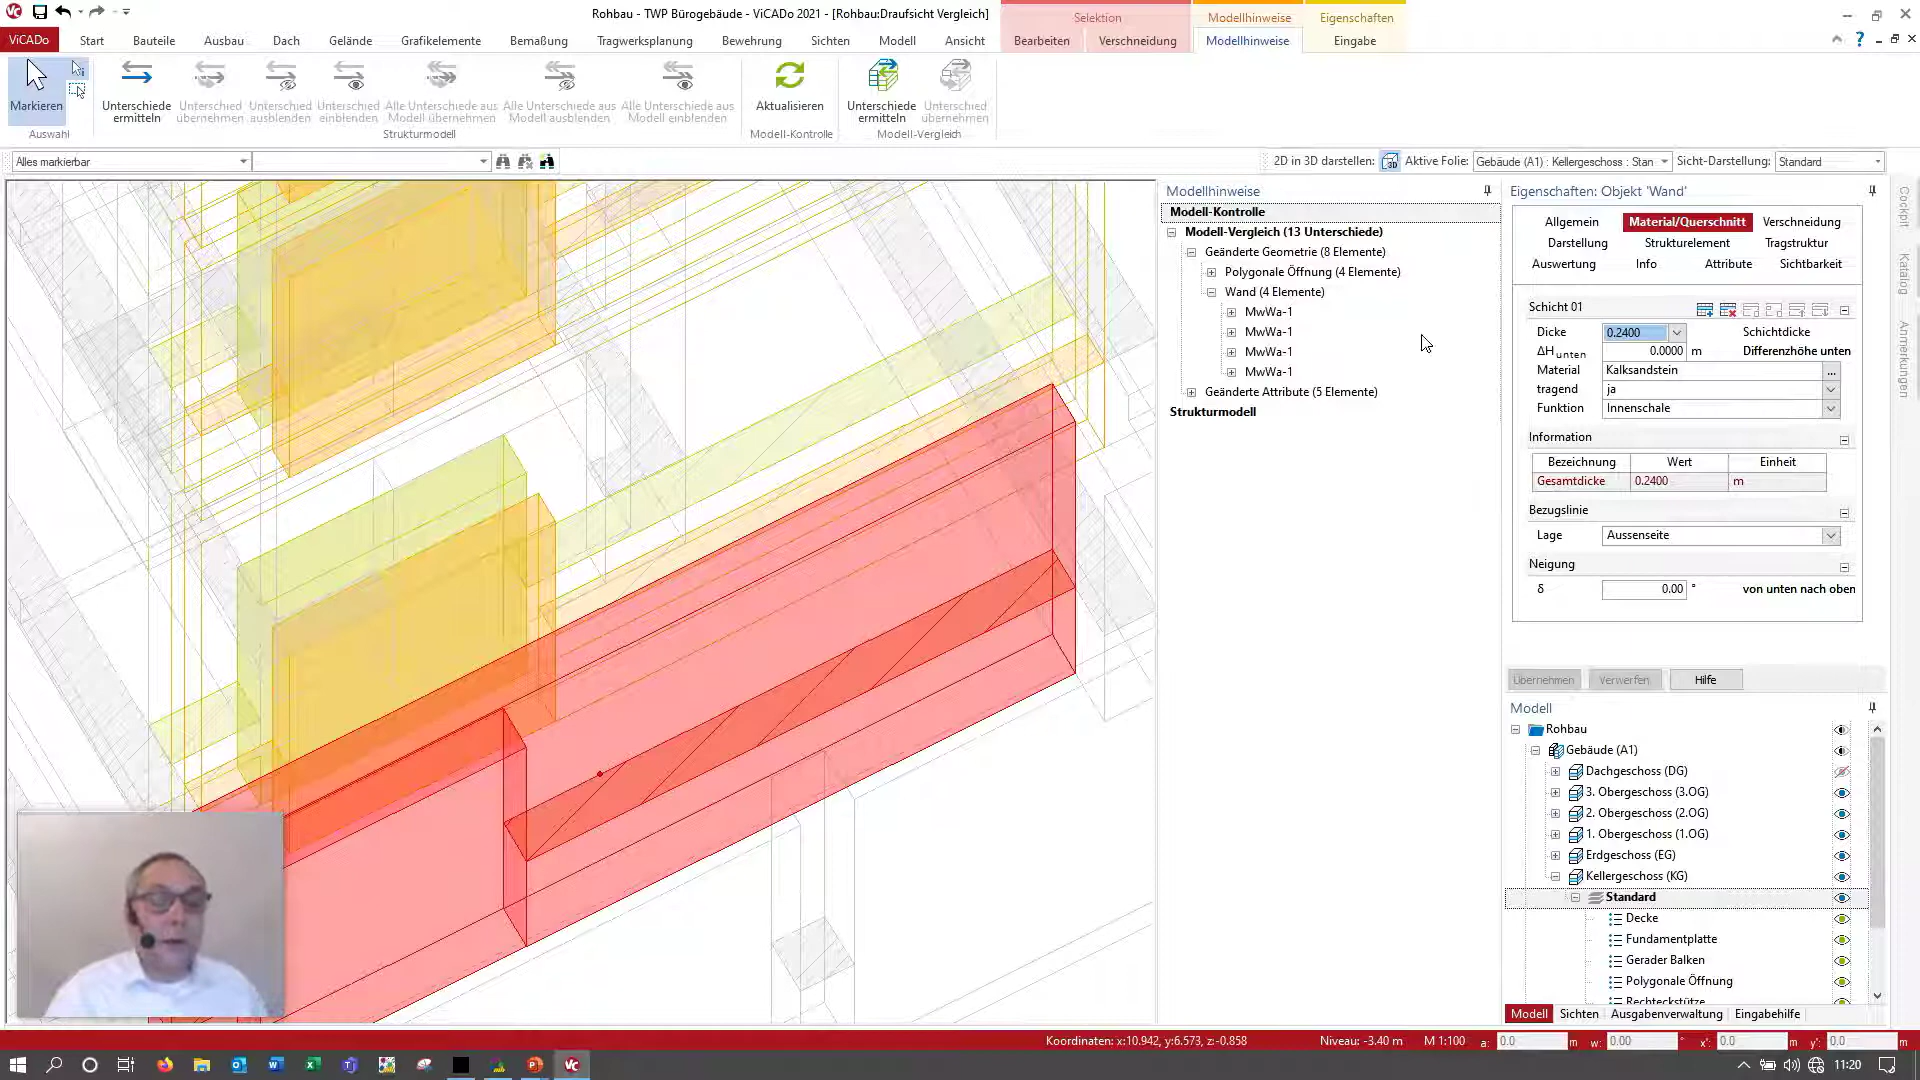 Rohbau - TWP Bürogebäude - ViCADo 2021 - [Rohbau:Draufsicht Vergleich]
Selektion
Modellhinweise
Eigenschaften
ViCADo
Start
Bauteile
Ausbau
Dach
Gelände
Grafikelemente
Bemaßung
Tragwerksplanung
Bewehrung
Sichten
Modell
Ansicht
Bearbeiten
Verschneidung
Modellhinweise
Eingabe
Markieren
Unterschiede ermitteln
Unterschied übernehmen
Unterschied ausblenden
Unterschied einblenden
Alle Unterschiede aus Modell übernehmen
Alle Unterschiede aus Modell ausblenden
Alle Unterschiede aus Modell einblenden
Aktualisieren
Unterschiede ermitteln
Unterschied übernehmen
Auswahl
Strukturmodell
Modell-Kontrolle
Modell-Vergleich
Alles markierbar
2D in 3D darstellen:
Aktive Folie:
Gebäude (A1) : Kellergeschoss : Stan
Sicht-Darstellung:
Standard
Modellhinweise
Modell-Kontrolle
Modell-Vergleich (13 Unterschiede)
Geänderte Geometrie (8 Elemente)
Polygonale Öffnung (4 Elemente)
Wand (4 Elemente)
MwWa-1
MwWa-1
MwWa-1
MwWa-1
Geänderte Attribute (5 Elemente)
Strukturmodell
Eigenschaften: Objekt 'Wand'
Allgemein
Material/Querschnitt
Verschneidung
Darstellung
Strukturelement
Tragstruktur
Auswertung
Info
Attribute
Sichtbarkeit
Schicht 01
Dicke 0.2400 Schichtdicke
ΔH unten 0.0000 m Differenzhöhe unten
Material Kalksandstein ...
tragend ja
Funktion Innenschale
Information
Bezeichnung Wert Einheit
Gesamtdicke 0.2400 m
Bezugslinie
Lage Aussenseite
Neigung
δ 0.00 ° von unten nach oben
Übernehmen Verwerfen Hilfe
Modell
Rohbau
Gebäude (A1)
Dachgeschoss (DG)
3. Obergeschoss (3.OG)
2. Obergeschoss (2.OG)
1. Obergeschoss (1.OG)
Erdgeschoss (EG)
Kellergeschoss (KG)
Standard
Decke
Fundamentplatte
Gerader Balken
Polygonale Öffnung
Rechteckstütze
Modell Sichten Ausgabenverwaltung Eingabehilfe
Cockpit
Katalog
Anmerkungen
Koordinaten: x:10.942, y:6.573, z:-0.858
Niveau: -3.40 m
M 1:100
a: 0.0 m
w: 0.00 °
x': 0.0 m
y': 0.0 m
11:20